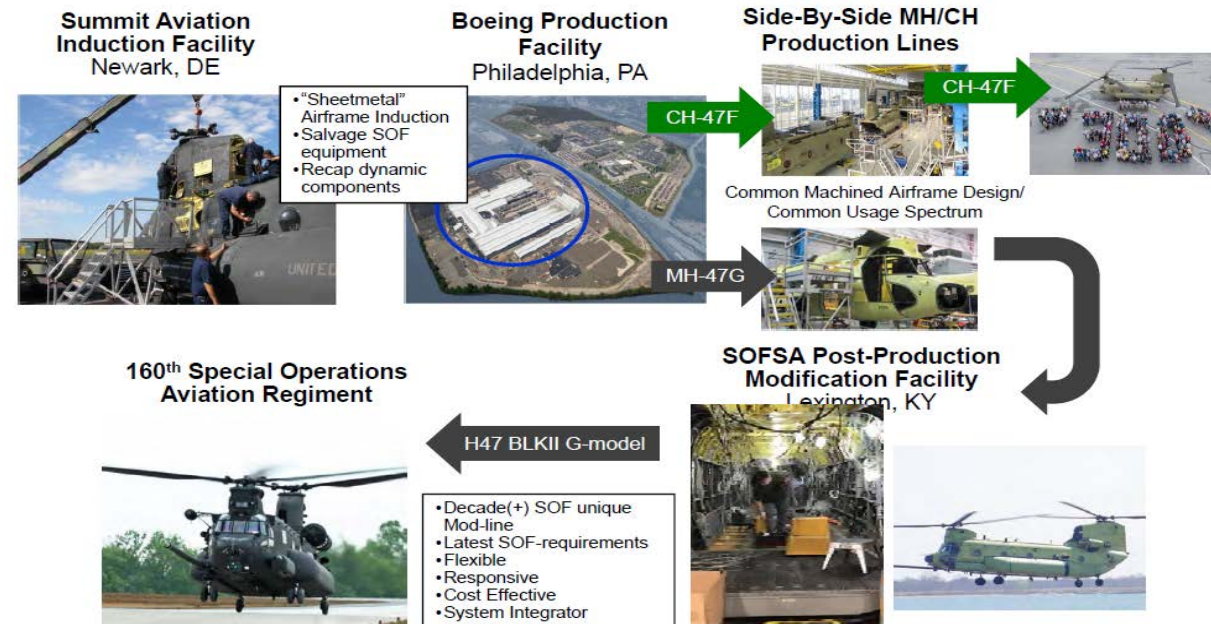 Summit Aviation
Induction Facility
Newark, DE
•"Sheetmetal"
Airframe Induction
•Salvage SOF
equipment
•Recap dynamic
components
Boeing Production
Facility
Philadelphia, PA
CH-47F
MH-47G
Side-By-Side MH/CH
Production Lines
CH-47F
Common Machined Airframe Design/
Common Usage Spectrum
UNITED
SOFSA Post-Production
Modification Facility
Lexington, KY
160th Special Operations
Aviation Regiment
H47 BLKII G-model
•Decade(+) SOF unique
Mod-line
•Latest SOF-requirements
•Flexible
•Responsive
•Cost Effective
•System Integrator